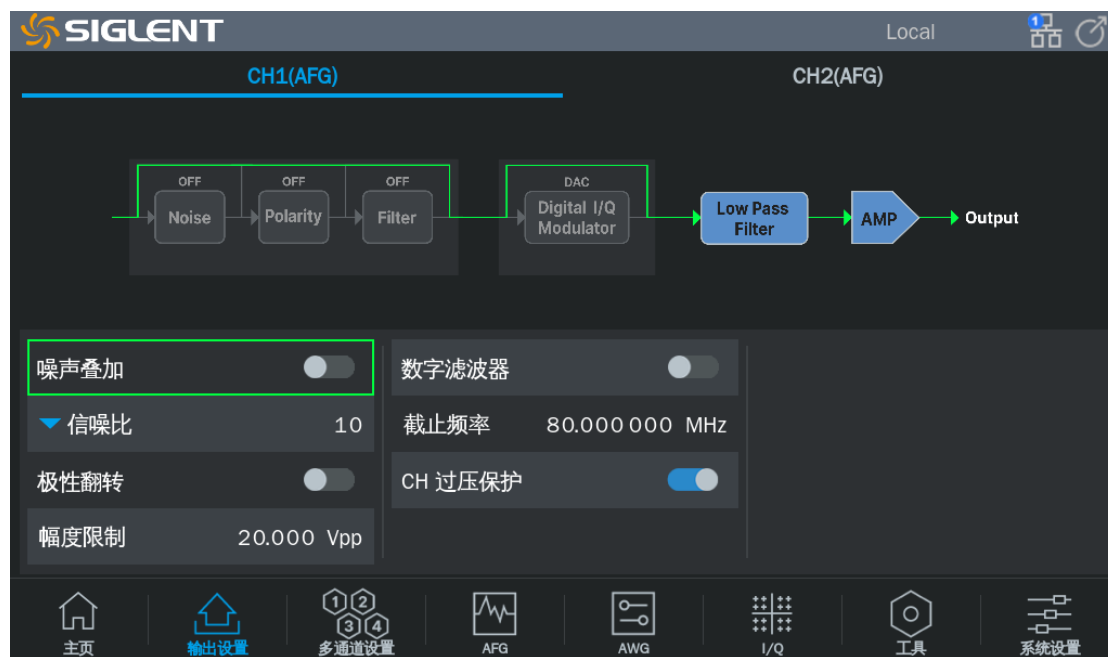 SIGLENT
Local
1
CH1(AFG)
CH2(AFG)
OFF
OFF
OFF
DAC
Noise
Polarity
Filter
Digital I/Q
Modulator
Low Pass
Filter
AMP
Output
噪声叠加
数字滤波器
信噪比 10
截止频率 80.000 000 MHz
极性翻转
CH 过压保护
幅度限制 20.000 Vpp
1 2
3 4
主页
输出设置
多通道设置
AFG
AWG
I/Q
工具
系统设置